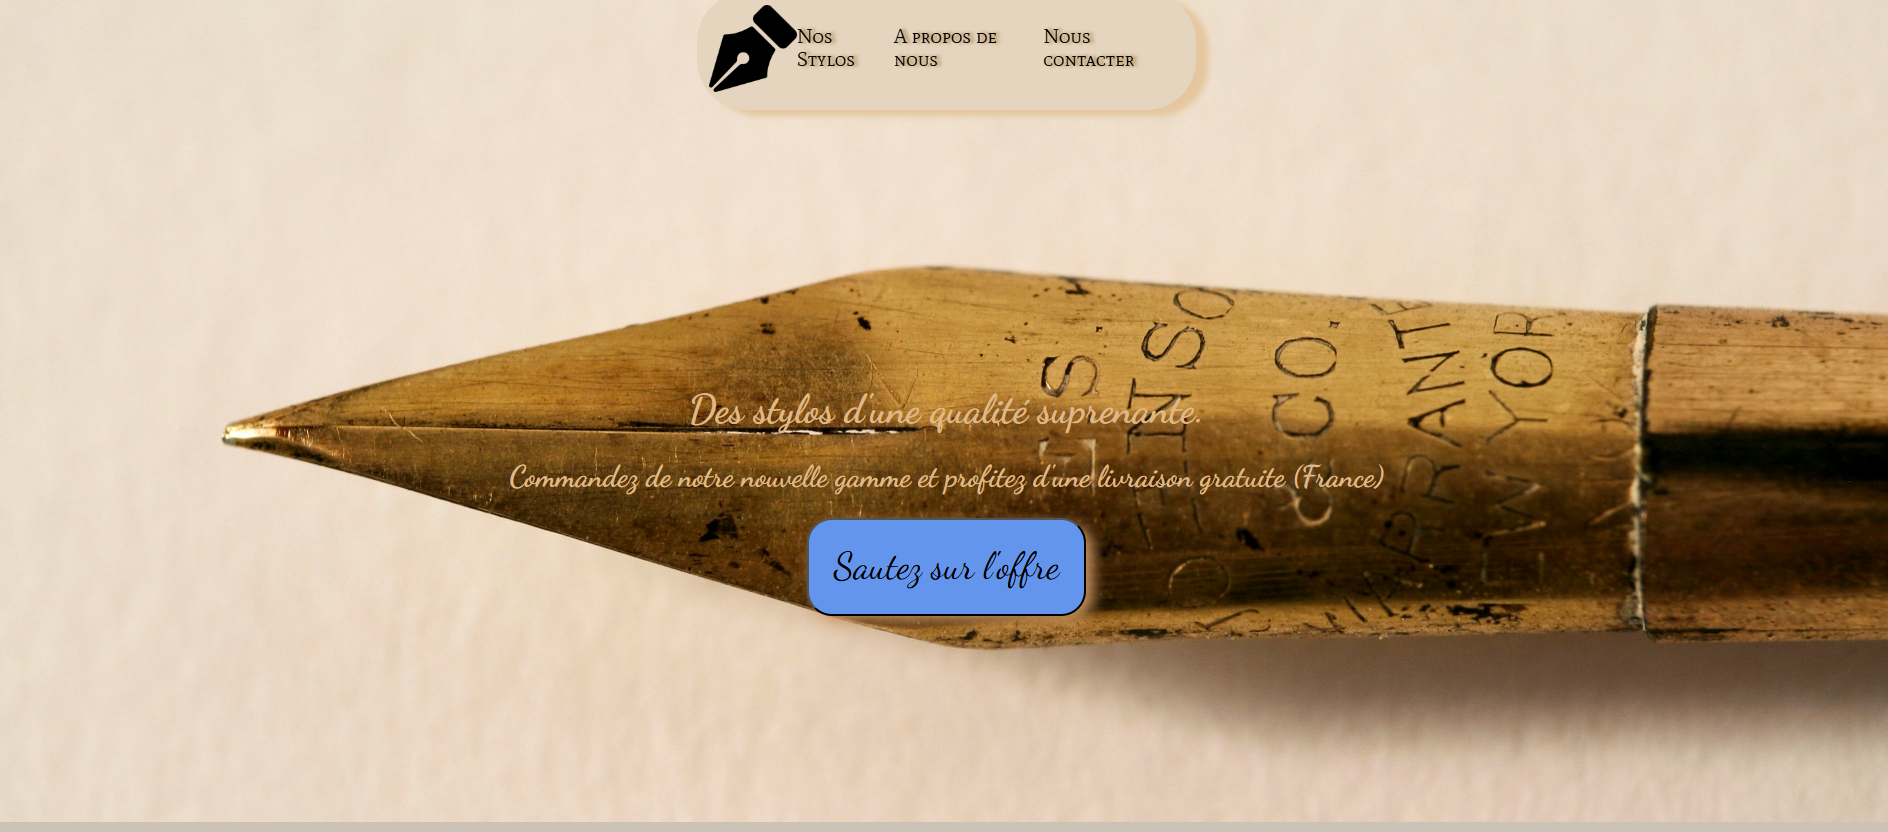 Nos
Stylos
A propos de
nous
Nous
contacter
Des stylos d'une qualité suprenante.
Commandez de notre nouvelle gamme et profitez d'une livraison gratuite (France)
Sautez sur l'offre
& CO.